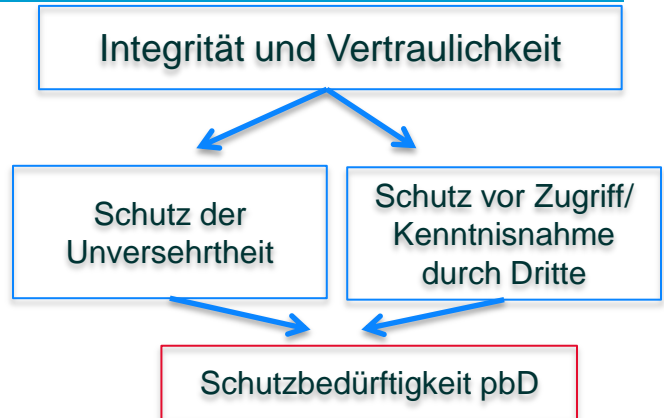 Integrität und Vertraulichkeit
Schutz der
Unversehrtheit
Schutz vor Zugriff/
Kenntnisnahme
durch Dritte
Schutzbedürftigkeit pbD